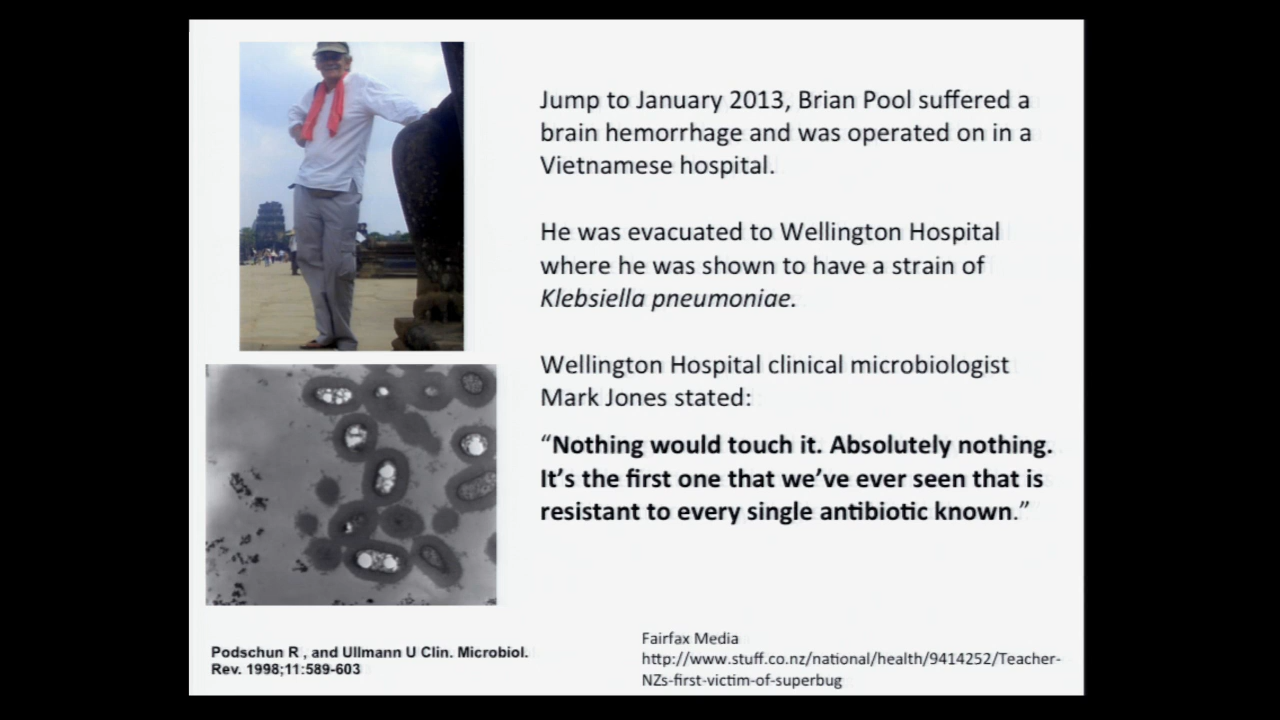 Jump to January 2013, Brian Pool suffered a
brain hemorrhage and was operated on in a
Vietnamese hospital.
He was evacuated to Wellington Hospital
where he was shown to have a strain of
Klebsiella pneumoniae.
Wellington Hospital clinical microbiologist
Mark Jones stated:
“Nothing would touch it. Absolutely nothing.
It’s the first one that we’ve ever seen that is
resistant to every single antibiotic known.”
Podschun R , and Ullmann U Clin. Microbiol.
Rev. 1998;11:589-603
Fairfax Media
http://www.stuff.co.nz/national/health/9414252/Teacher-
NZs-first-victim-of-superbug